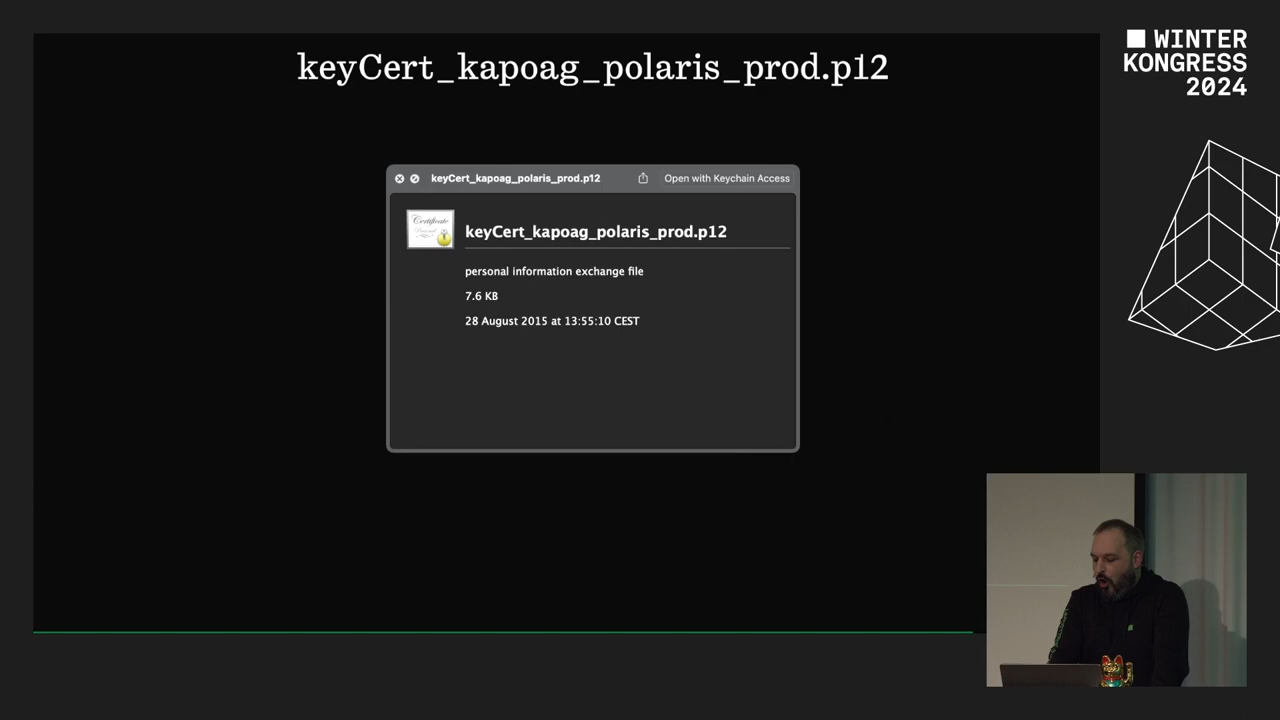 keyCert_kapoag_polaris_prod.p12
WINTER
KONGRESS
2024
keyCert_kapoag_polaris_prod.p12
Open with Keychain Access
Certificate
keyCert_kapoag_polaris_prod.p12
personal information exchange file
7.6 KB
28 August 2015 at 13:55:10 CEST